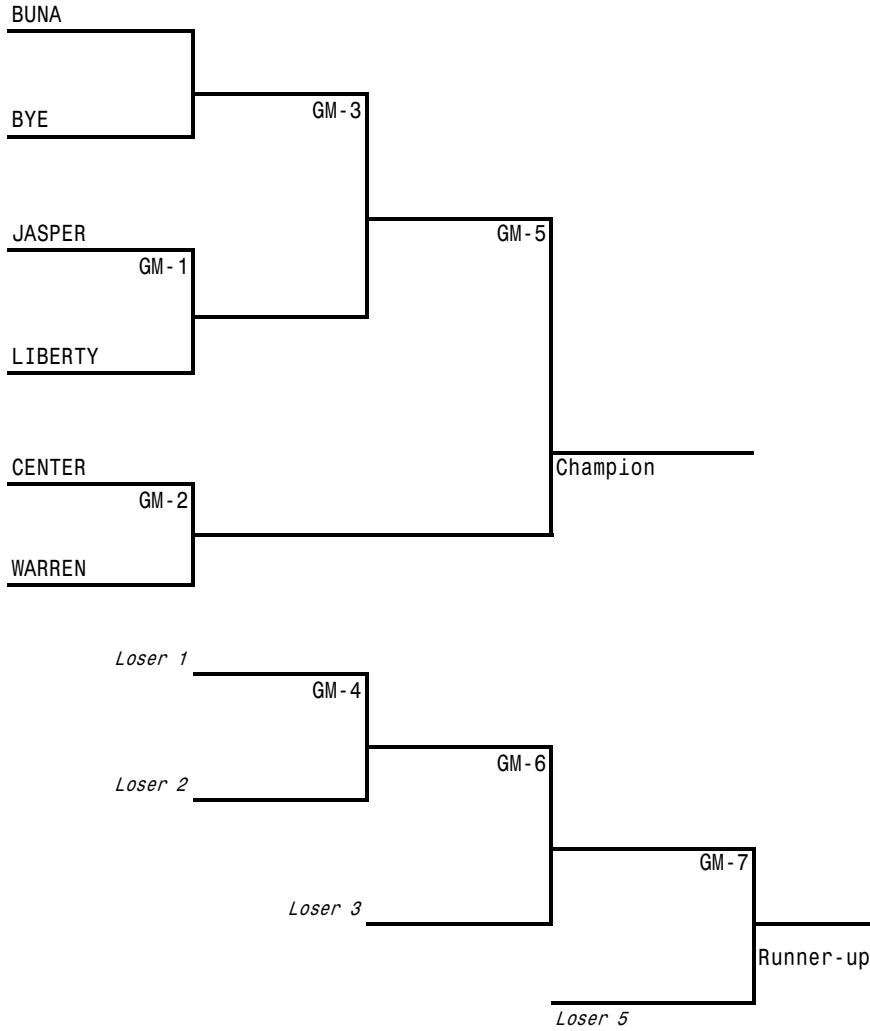 BUNA
GM-3
BYE
JASPER
GM-5
GM-1
LIBERTY
CENTER
Champion
GM-2
WARREN
Loser 1
GM-4
GM-6
Loser 2
GM-7
Loser 3
Runner-up
Loser 5